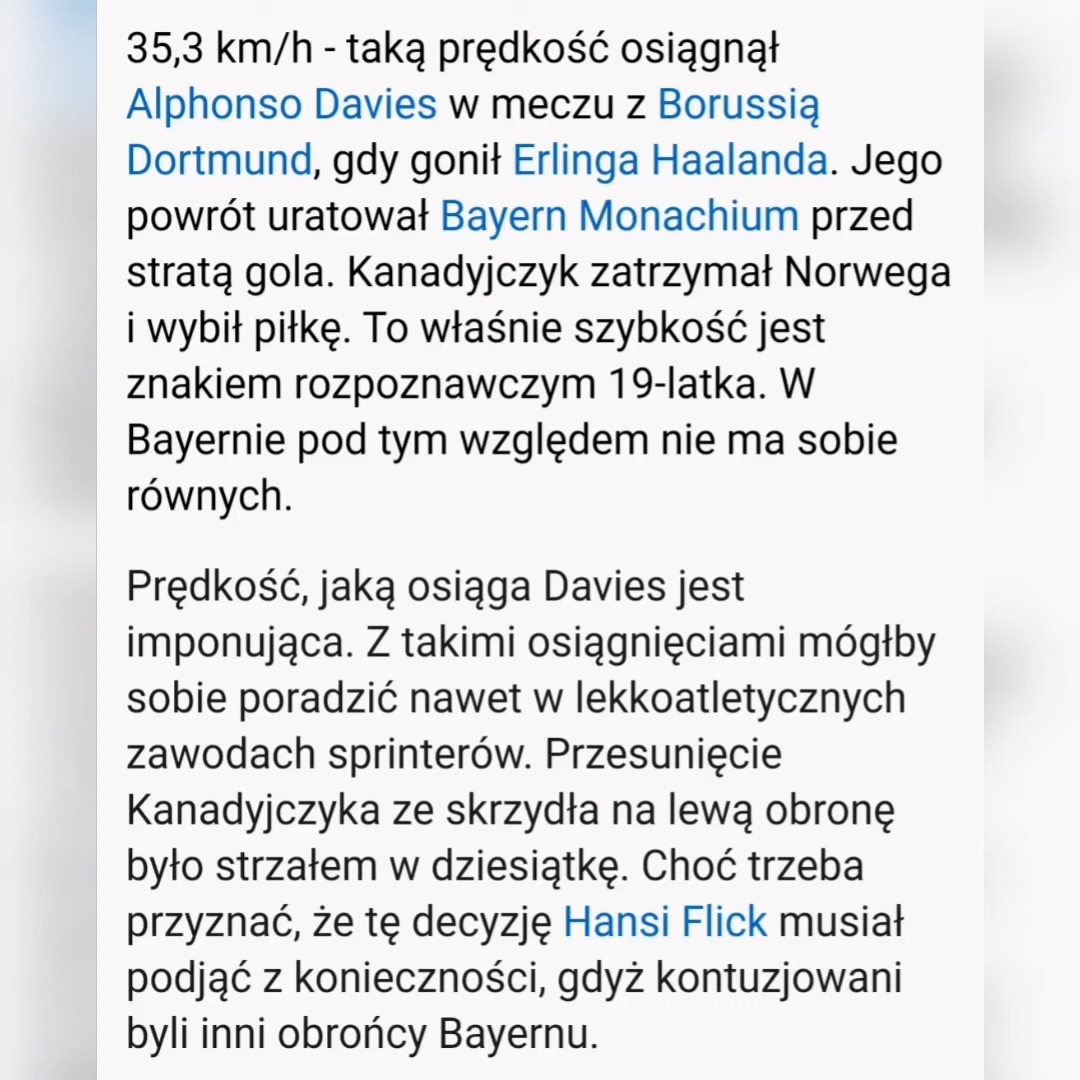 35,3 km/h - taką prędkość osiągnął
Alphonso Davies w meczu z Borussią
Dortmund, gdy gonił Erlinga Haalanda. Jego
powrót uratował Bayern Monachium przed
stratą gola. Kanadyjczyk zatrzymał Norwega
i wybił piłkę. To właśnie szybkość jest
znakiem rozpoznawczym 19-latka. W
Bayernie pod tym względem nie ma sobie
równych.
Prędkość, jaką osiąga Davies jest
imponująca. Z takimi osiągnięciami mógłby
sobie poradzić nawet w lekkoatletycznych
zawodach sprinterów. Przesunięcie
Kanadyjczyka ze skrzydła na lewą obronę
było strzałem w dziesiątkę. Choć trzeba
przyznać, że tę decyzję Hansi Flick musiał
podjąć z konieczności, gdyż kontuzjowani
byli inni obrońcy Bayernu.